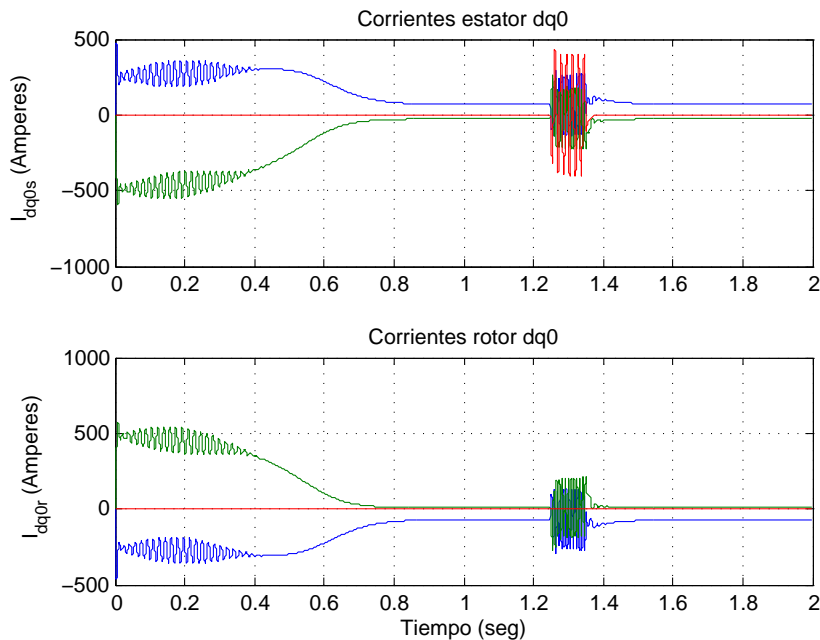 Corrientes estator dq0
500
0
−500
−1000
I_dq0s (Amperes)
0 0.2 0.4 0.6 0.8 1 1.2 1.4 1.6 1.8 2
Corrientes rotor dq0
1000
500
0
−500
I_dq0r (Amperes)
0 0.2 0.4 0.6 0.8 1 1.2 1.4 1.6 1.8 2
Tiempo (seg)